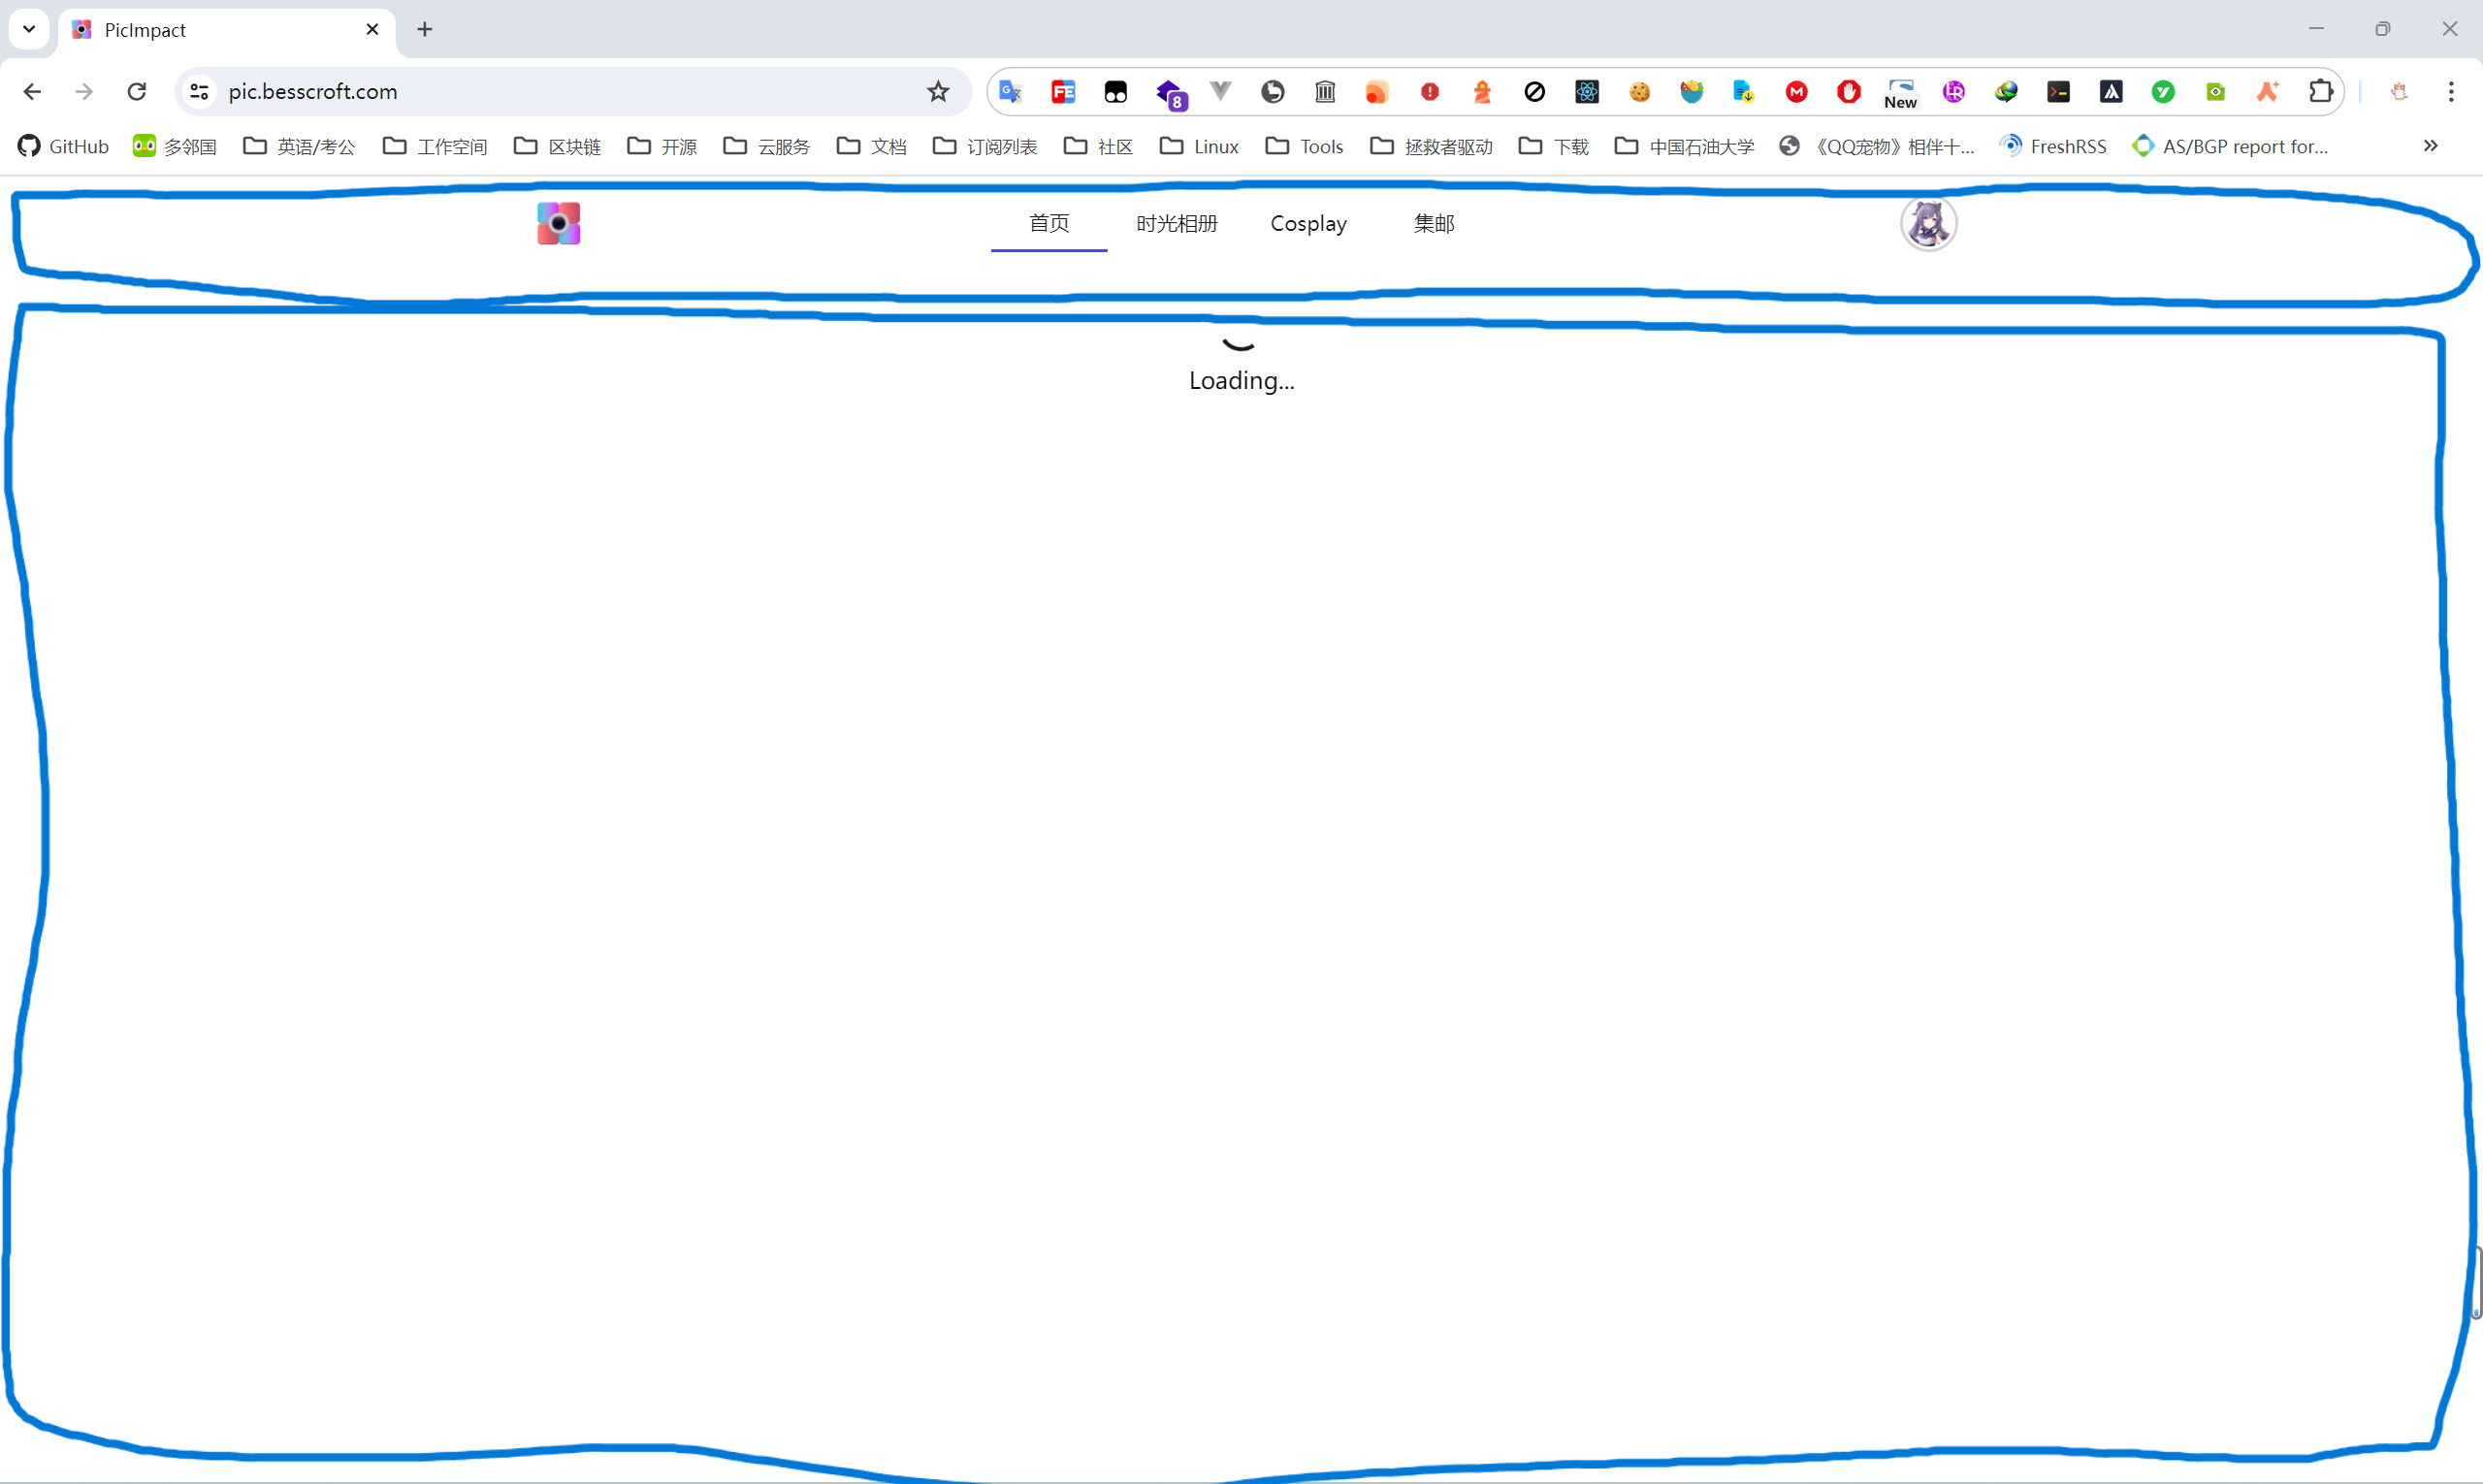 PicImpact
pic.besscroft.com
8
New
GitHub 多邻国 英语/考公 工作空间 区块链 开源 云服务 文档 订阅列表 社区 Linux Tools 拯救者驱动 下载 中国石油大学 《QQ宠物》相伴十... FreshRSS AS/BGP report for...
首页 时光相册 Cosplay 集邮
Loading...